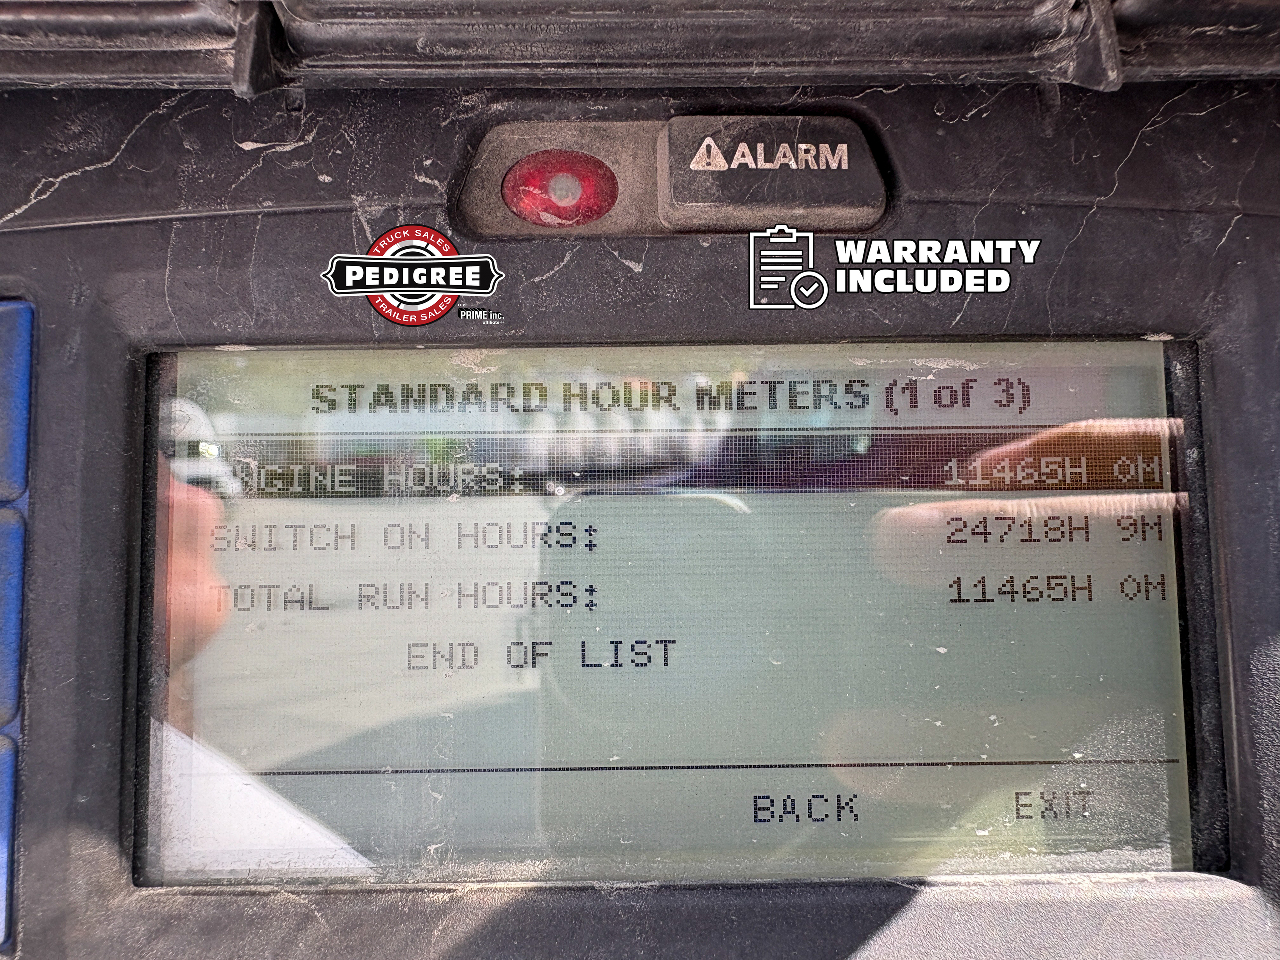 ALARM
TRUCK SALES
PEDIGREE
TRAILER SALES
PRIME inc.
WARRANTY
INCLUDED
STANDARD HOUR METERS (1 of 3)
ENGINE HOURS: 11465H 0M
SWITCH ON HOURS: 24718H 9M
TOTAL RUN HOURS: 11465H 0M
END OF LIST
BACK EXIT